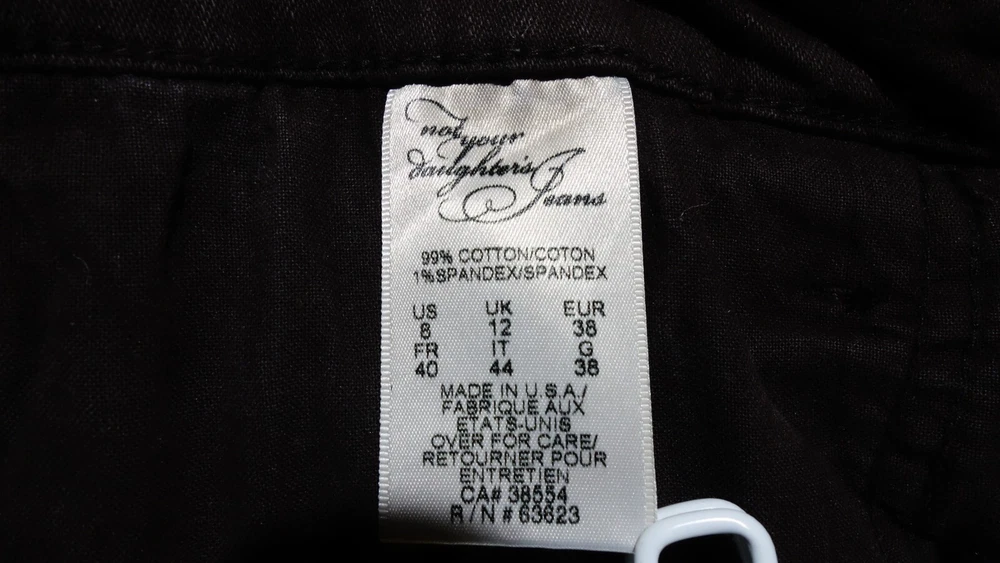 not your
daughter's
Jeans
99% COTTON/COTON
1%SPANDEX/SPANDEX
US UK EUR
8 12 38
FR IT G
40 44 38
MADE IN U.S.A/
FABRIQUE AUX
ETATS-UNIS
OVER FOR CARE/
RETOURNER POUR
ENTRETIEN
CA# 38554
R/N # 63623